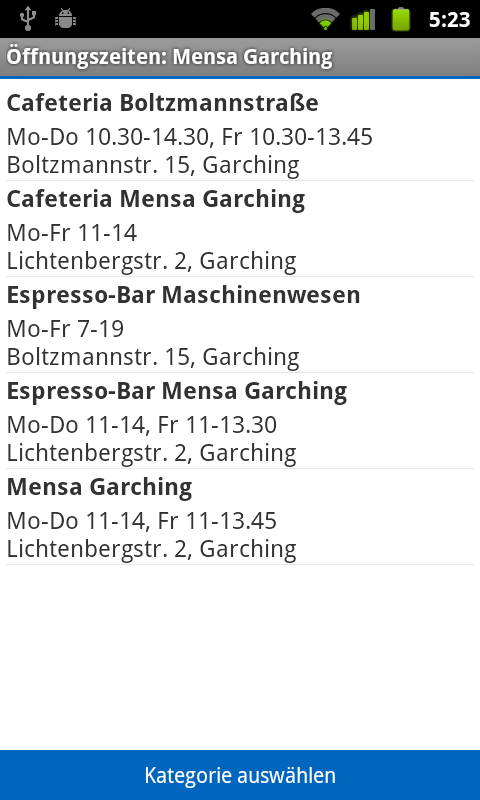 5:23
Öffnungszeiten: Mensa Garching
Cafeteria Boltzmannstraße
Mo-Do 10.30-14.30, Fr 10.30-13.45
Boltzmannstr. 15, Garching
Cafeteria Mensa Garching
Mo-Fr 11-14
Lichtenbergstr. 2, Garching
Espresso-Bar Maschinenwesen
Mo-Fr 7-19
Boltzmannstr. 15, Garching
Espresso-Bar Mensa Garching
Mo-Do 11-14, Fr 11-13.30
Lichtenbergstr. 2, Garching
Mensa Garching
Mo-Do 11-14, Fr 11-13.45
Lichtenbergstr. 2, Garching
Kategorie auswählen